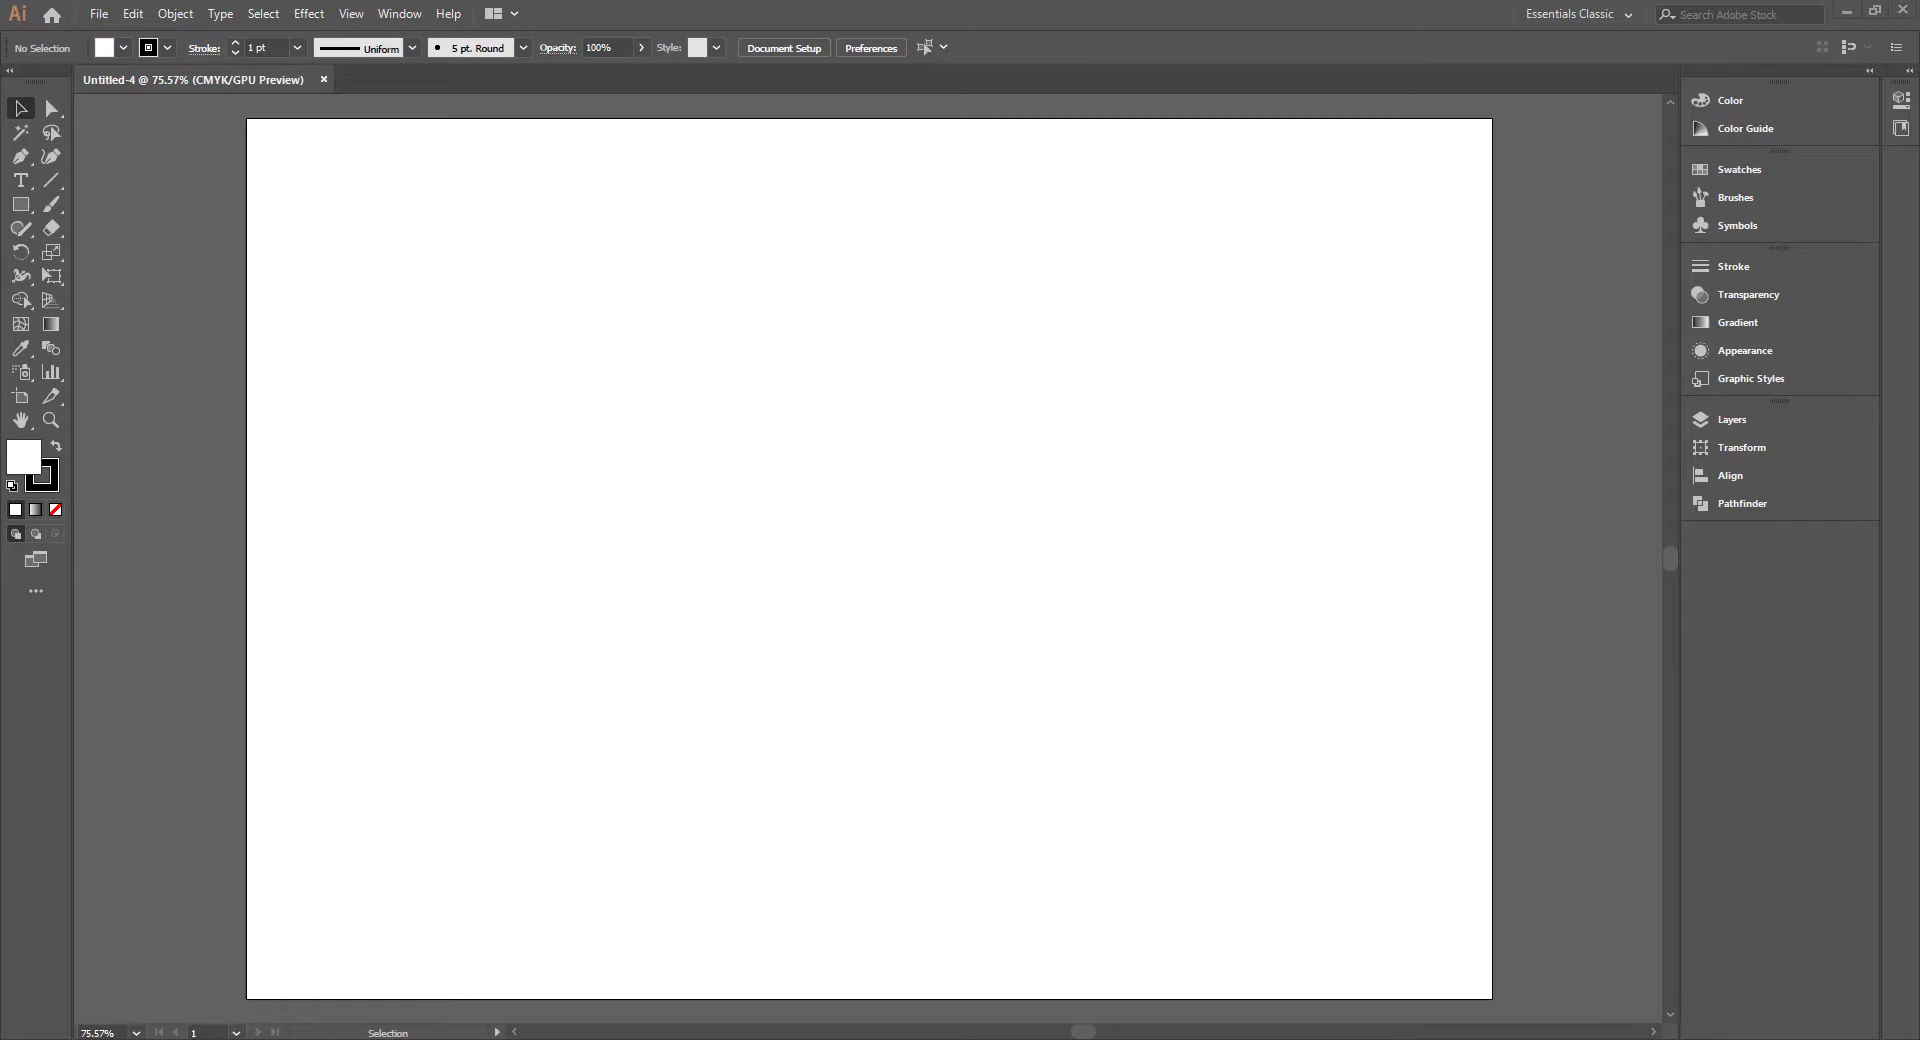 Ai File Edit Object Type Select Effect View Window Help Essentials Classic Search Adobe Stock
No Selection Stroke: 1 pt Uniform 5 pt. Round Opacity: 100% Style: Document Setup Preferences
Untitled-4 @ 75.57% (CMYK/GPU Preview)
Color
Color Guide
Swatches
Brushes
Symbols
Stroke
Transparency
Gradient
Appearance
Graphic Styles
Layers
Transform
Align
Pathfinder
75.57% 1 Selection